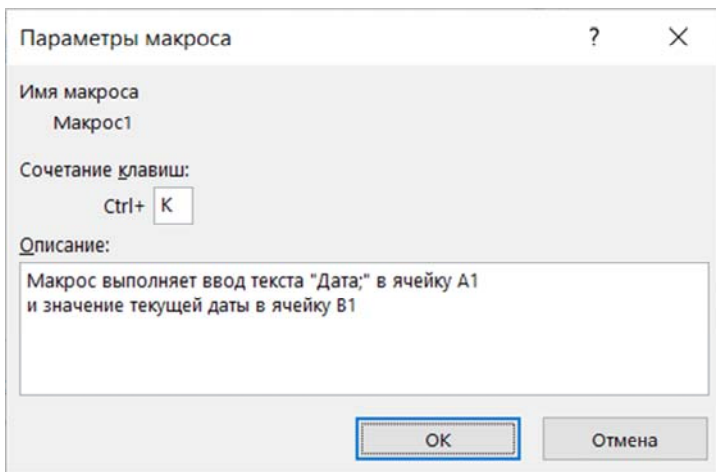 Параметры макроса ?
Имя макроса
Макрос1
Сочетание клавиш:
Ctrl+ К
Описание:
Макрос выполняет ввод текста "Дата;" в ячейку А1
и значение текущей даты в ячейку В1
ОК Отмена